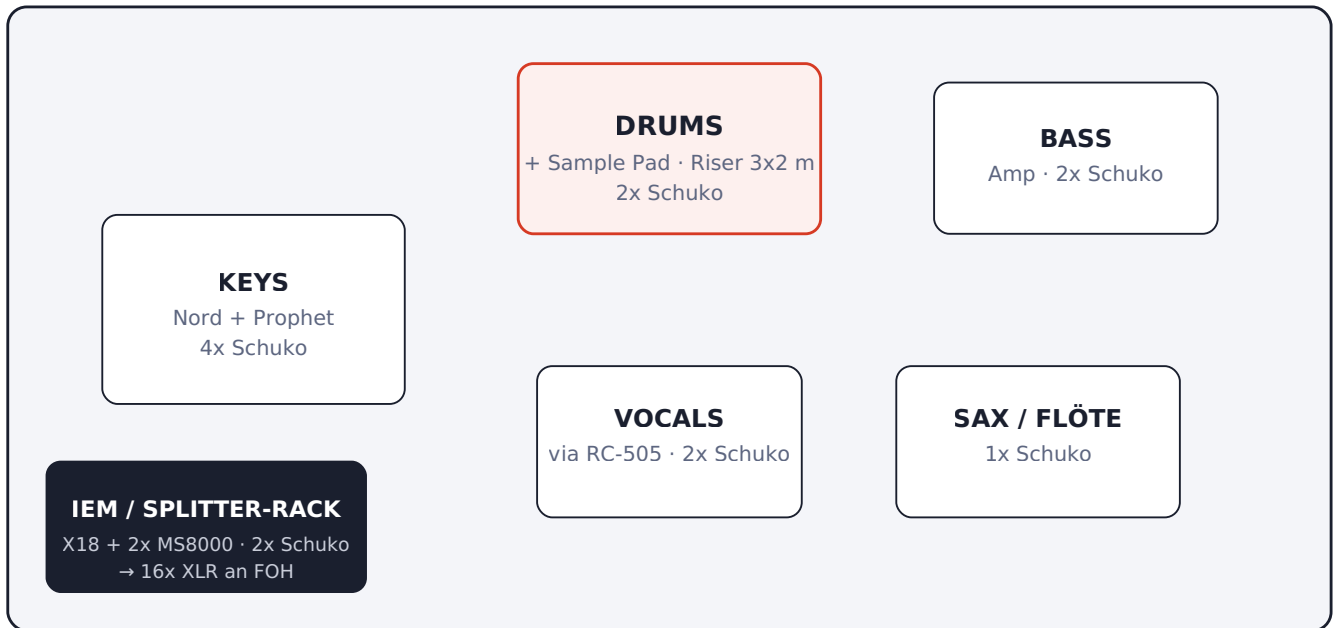 DRUMS
+ Sample Pad · Riser 3x2 m
2x Schuko
BASS
Amp · 2x Schuko
KEYS
Nord + Prophet
4x Schuko
VOCALS
via RC-505 · 2x Schuko
SAX / FLÖTE
1x Schuko
IEM / SPLITTER-RACK
X18 + 2x MS8000 · 2x Schuko
→ 16x XLR an FOH